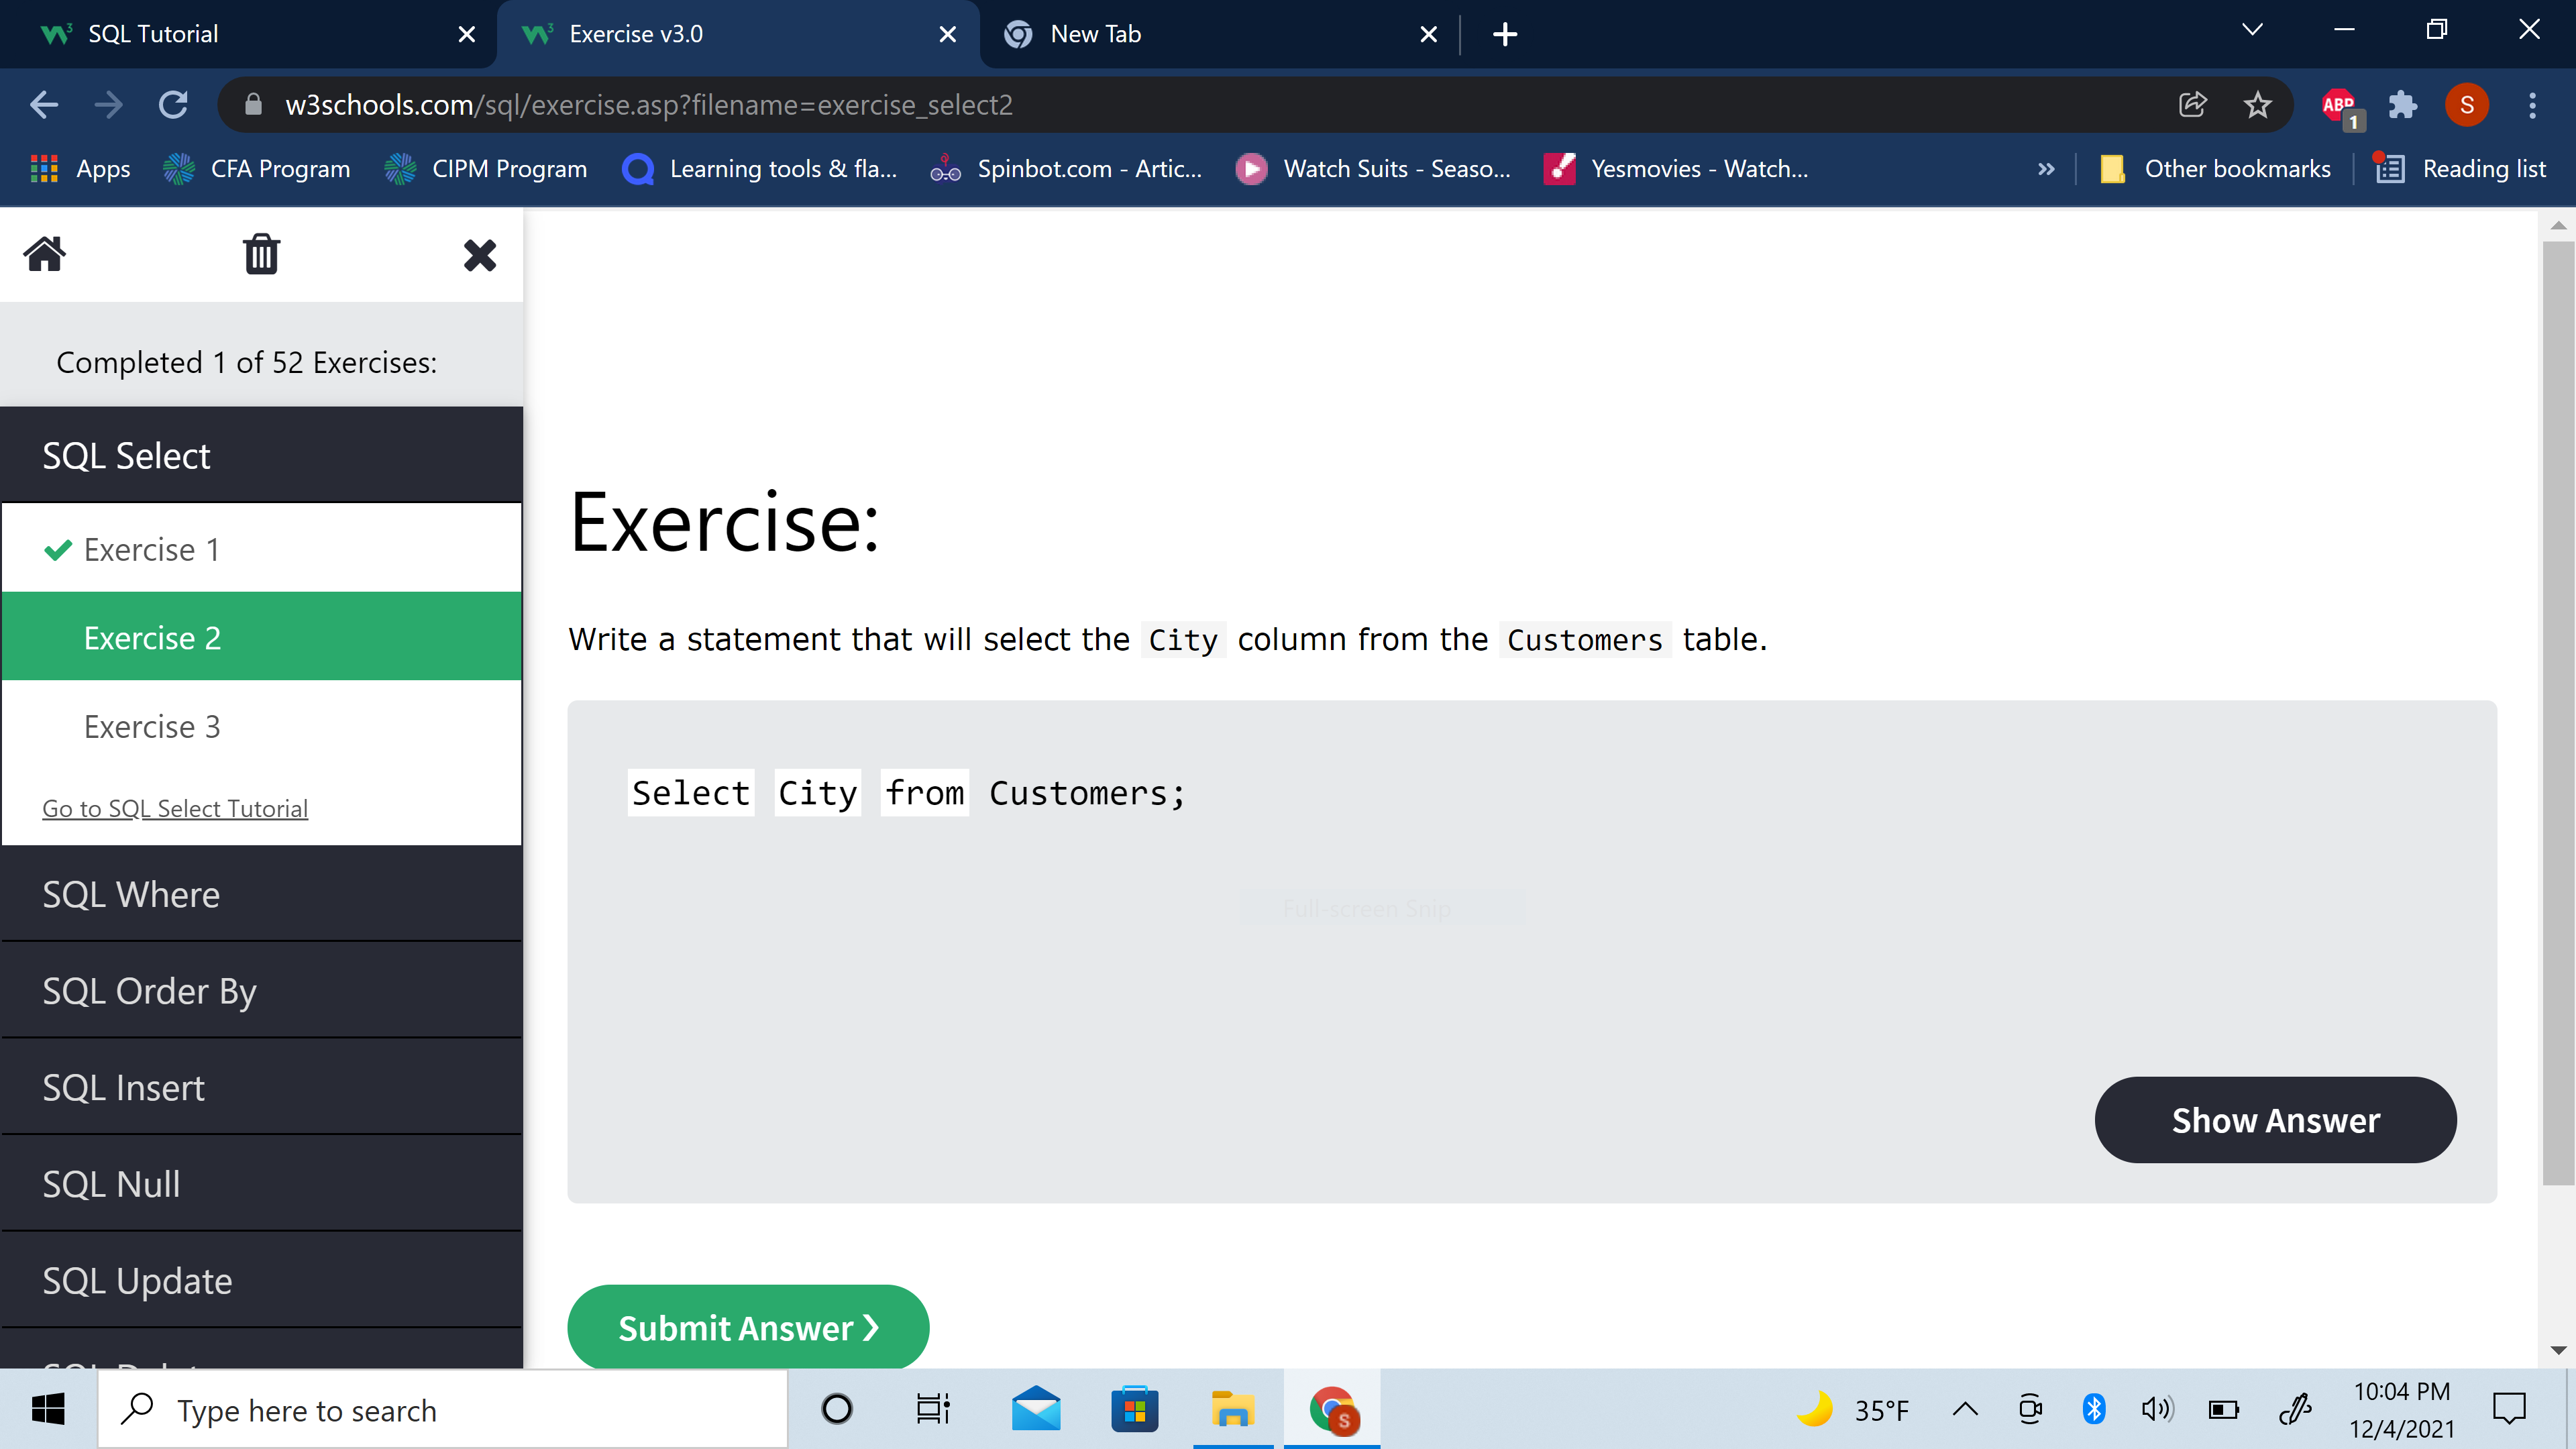 SQL Tutorial
Exercise v3.0
New Tab
w3schools.com/sql/exercise.asp?filename=exercise_select2
ABP
1
S
Apps
CFA Program
CIPM Program
Learning tools & fla...
Spinbot.com - Artic...
Watch Suits - Seaso...
Yesmovies - Watch...
»
Other bookmarks
Reading list
Completed 1 of 52 Exercises:
SQL Select
Exercise 1
Exercise 2
Exercise 3
Go to SQL Select Tutorial
SQL Where
SQL Order By
SQL Insert
SQL Null
SQL Update
Exercise:
Write a statement that will select the City column from the Customers table.
Select City from Customers;
Full-screen Snip
Show Answer
Submit Answer ❯
Type here to search
S
35°F
10:04 PM
12/4/2021